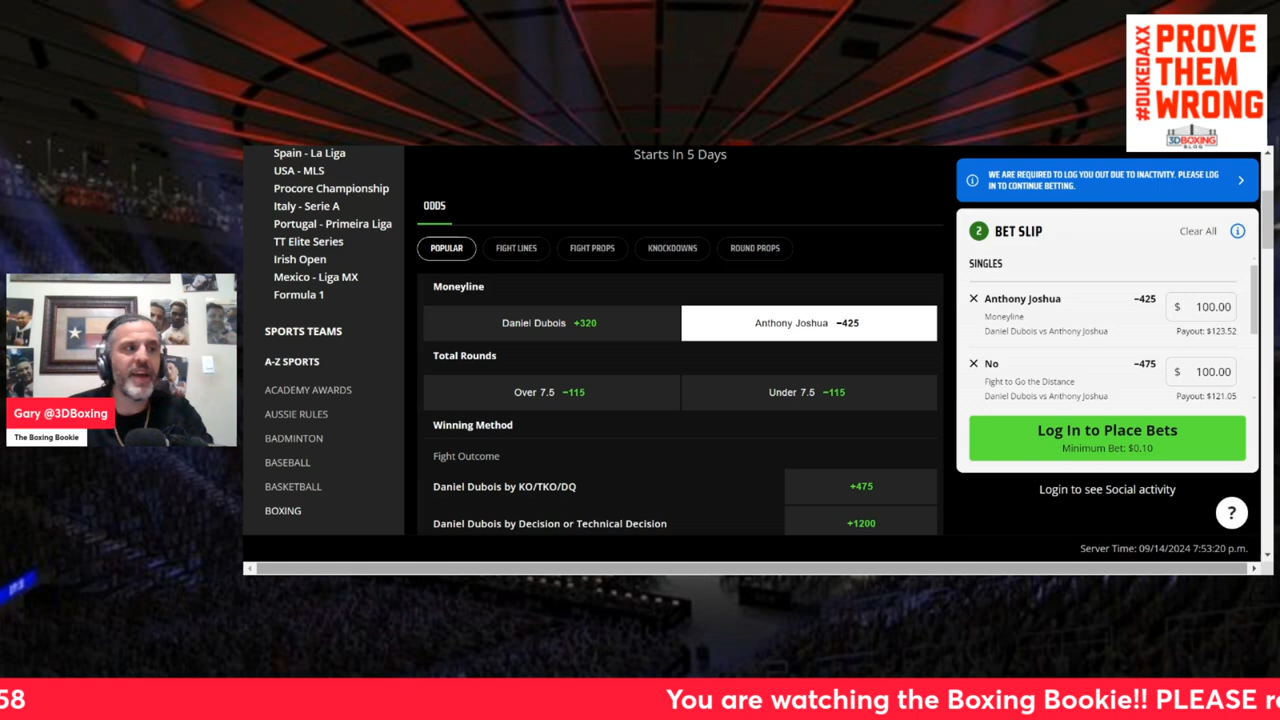 #DUKEDAXX
PROVE
THEM
WRONG
3DBOXING
BLOG
Spain - La Liga
USA - MLS
Procore Championship
Italy - Serie A
Portugal - Primeira Liga
TT Elite Series
Irish Open
Mexico - Liga MX
Formula 1
SPORTS TEAMS
A-Z SPORTS
ACADEMY AWARDS
AUSSIE RULES
BADMINTON
BASEBALL
BASKETBALL
BOXING
Starts In 5 Days
ODDS
POPULAR
FIGHT LINES
FIGHT PROPS
KNOCKDOWNS
ROUND PROPS
Moneyline
Daniel Dubois +320
Anthony Joshua −425
Total Rounds
Over 7.5 −115
Under 7.5 −115
Winning Method
Fight Outcome
Daniel Dubois by KO/TKO/DQ
+475
Daniel Dubois by Decision or Technical Decision
+1200
WE ARE REQUIRED TO LOG YOU OUT DUE TO INACTIVITY. PLEASE LOG
IN TO CONTINUE BETTING.
2 BET SLIP
Clear All
SINGLES
Anthony Joshua −425
$ 100.00
Moneyline
Daniel Dubois vs Anthony Joshua
Payout: $123.52
No −475
$ 100.00
Fight to Go the Distance
Daniel Dubois vs Anthony Joshua
Payout: $121.05
Log In to Place Bets
Minimum Bet: $0.10
Login to see Social activity
?
Server Time: 09/14/2024 7:53:20 p.m.
Gary @3DBoxing
The Boxing Bookie
58
You are watching the Boxing Bookie!! PLEASE re